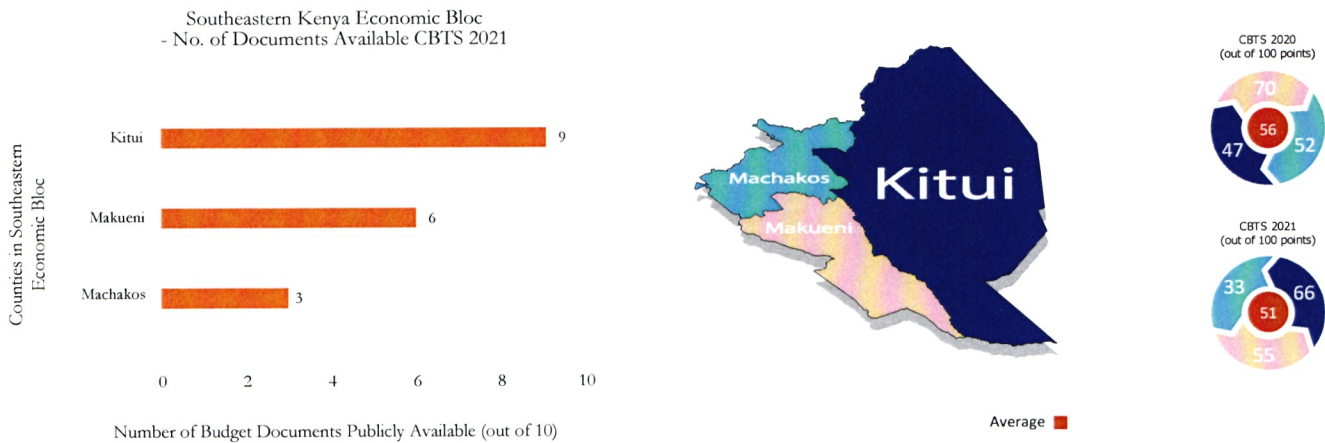 Southeastern Kenya Economic Bloc
- No. of Documents Available CBTS 2021
Counties in Southeastern
Economic Bloc
Kitui
9
Makueni
6
Machakos
3
0 2 4 6 8 10
Number of Budget Documents Publicly Available (out of 10)
Kitui
Machakos
Makueni
Average
CBTS 2020
(out of 100 points)
70
56
47
52
CBTS 2021
(out of 100 points)
33
66
51
55